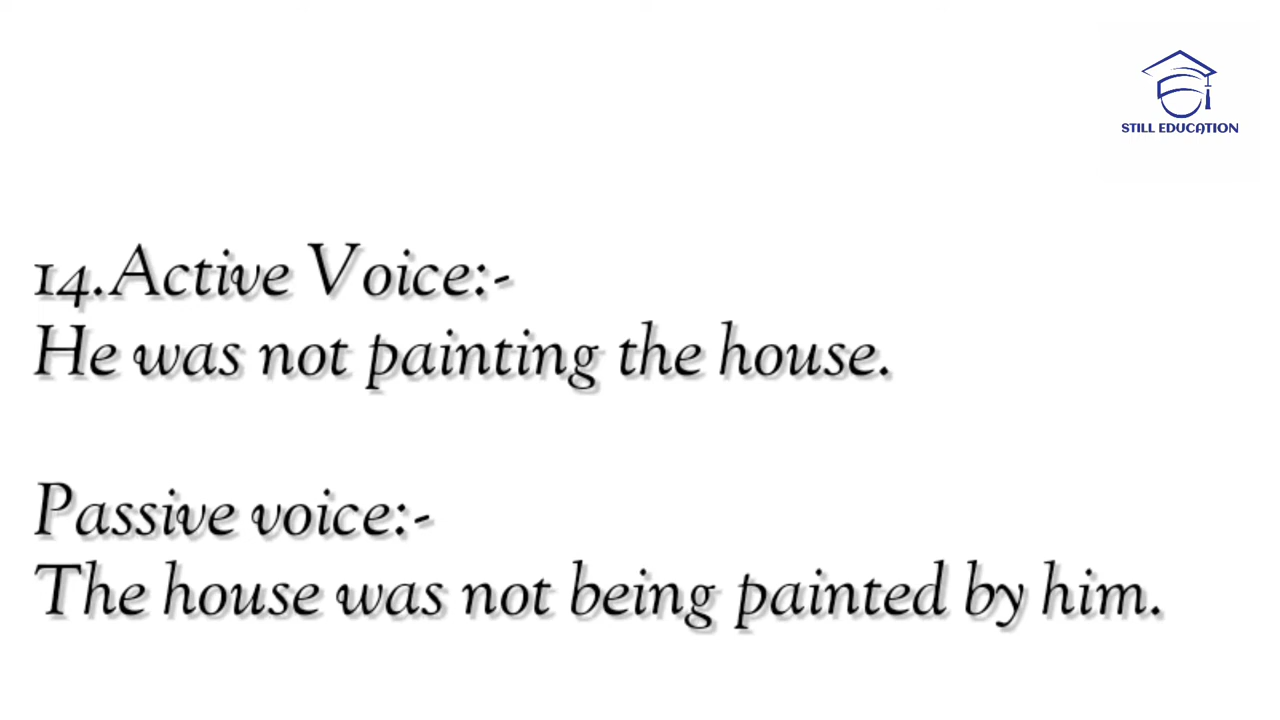 STILL EDUCATION
14.Active Voice:-
He was not painting the house.
Passive voice:-
The house was not being painted by him.